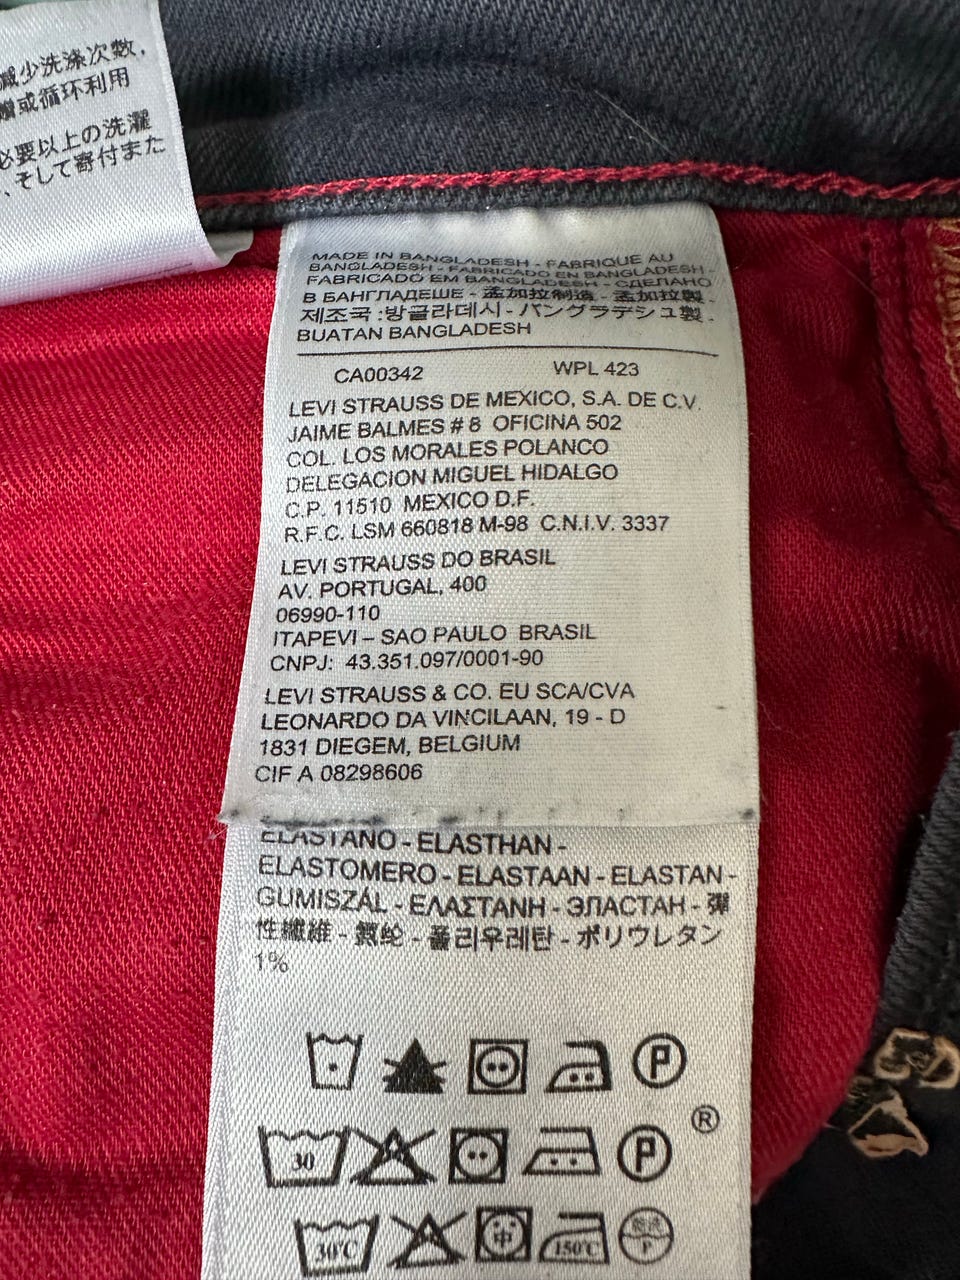 减少洗涤次数,
赠或循环利用
必要以上の洗濯
、そして寄付また
MADE IN BANGLADESH - FABRIQUE AU
BANGLADESH - FABRICADO EN BANGLADESH -
FABRICADO EM BANGLADESH - СДЕЛАНО
В БАНГЛАДЕШЕ - 孟加拉制造 - 孟加拉製 -
제조국 :방글라데시 - バングラデシュ製 -
BUATAN BANGLADESH
CA00342 WPL 423
LEVI STRAUSS DE MEXICO, S.A. DE C.V.
JAIME BALMES # 8 OFICINA 502
COL. LOS MORALES POLANCO
DELEGACION MIGUEL HIDALGO
C.P. 11510 MEXICO D.F.
R.F.C. LSM 660818 M-98 C.N.I.V. 3337
LEVI STRAUSS DO BRASIL
AV. PORTUGAL, 400
06990-110
ITAPEVI – SAO PAULO BRASIL
CNPJ: 43.351.097/0001-90
LEVI STRAUSS & CO. EU SCA/CVA
LEONARDO DA VINCILAAN, 19 - D
1831 DIEGEM, BELGIUM
CIF A 08298606
ELASTANO - ELASTHAN -
ELASTOMERO - ELASTAAN - ELASTAN -
GUMISZÁL - ΕΛΑΣΤΑΝΗ - ЭЛАСТАН - 彈
性纖維 - 氨纶 - 폴리우레탄 - ポリウレタン
1%
P
®
30 P
30℃ 中 150℃ P